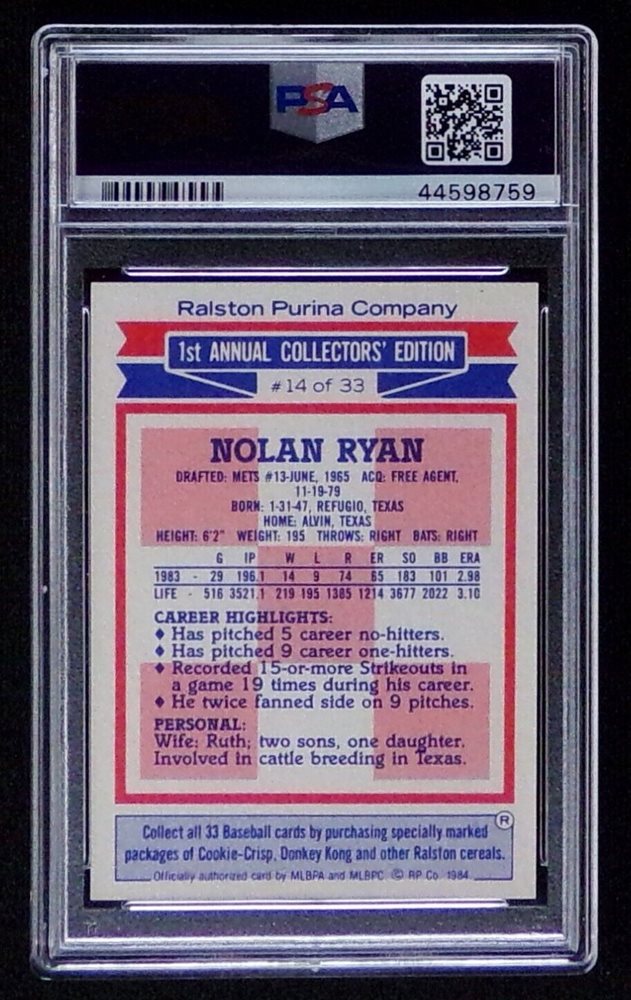 PSA
44598759
Ralston Purina Company
1st ANNUAL COLLECTORS' EDITION
#14 of 33
NOLAN RYAN
DRAFTED: METS #13-JUNE, 1965 ACQ: FREE AGENT,
11-19-79
BORN: 1-31-47, REFUGIO, TEXAS
HOME: ALVIN, TEXAS
HEIGHT: 6'2" WEIGHT: 195 THROWS: RIGHT BATS: RIGHT
G IP W L R ER SO BB ERA
1983 - 29 196.1 14 9 74 65 183 101 2.98
LIFE - 516 3521.1 219 195 1385 1214 3677 2022 3.10
CAREER HIGHLIGHTS:
♦ Has pitched 5 career no-hitters.
♦ Has pitched 9 career one-hitters.
♦ Recorded 15-or-more Strikeouts in
a game 19 times during his career.
♦ He twice fanned side on 9 pitches.
PERSONAL:
Wife: Ruth; two sons, one daughter.
Involved in cattle breeding in Texas.
Collect all 33 Baseball cards by purchasing specially marked ®
packages of Cookie-Crisp, Donkey Kong and other Ralston cereals.
Officially authorized card by MLBPA and MLBPC © RP Co. 1984